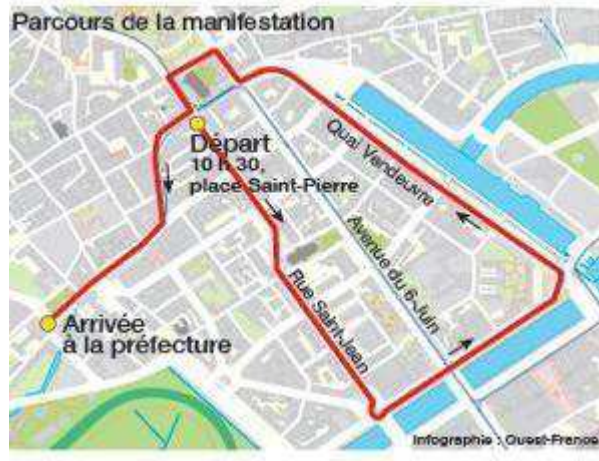 Parcours de la manifestation
Départ
10 h 30,
place Saint-Pierre
Quai Vendeuvre
Avenue du 6-Juin
Rue Saint-Jean
Arrivée
à la préfecture
Infographie : Ouest-France